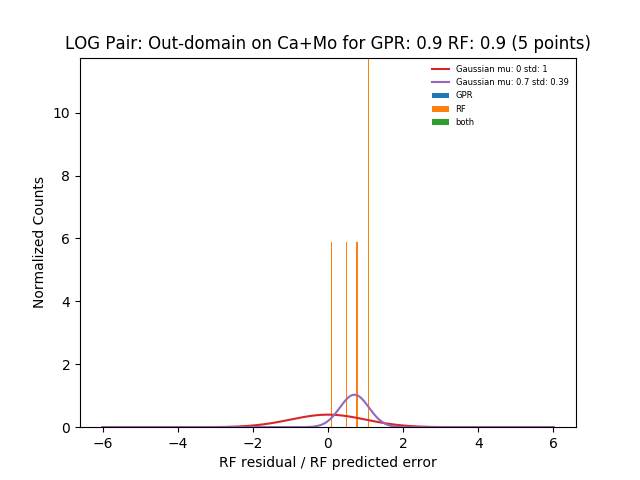 LOG Pair: Out-domain on Ca+Mo for GPR: 0.9 RF: 0.9 (5 points)
Gaussian mu: 0 std: 1
Gaussian mu: 0.7 std: 0.39
GPR
RF
both
Normalized Counts
10
8
6
4
2
0
−6 −4 −2 0 2 4 6
RF residual / RF predicted error